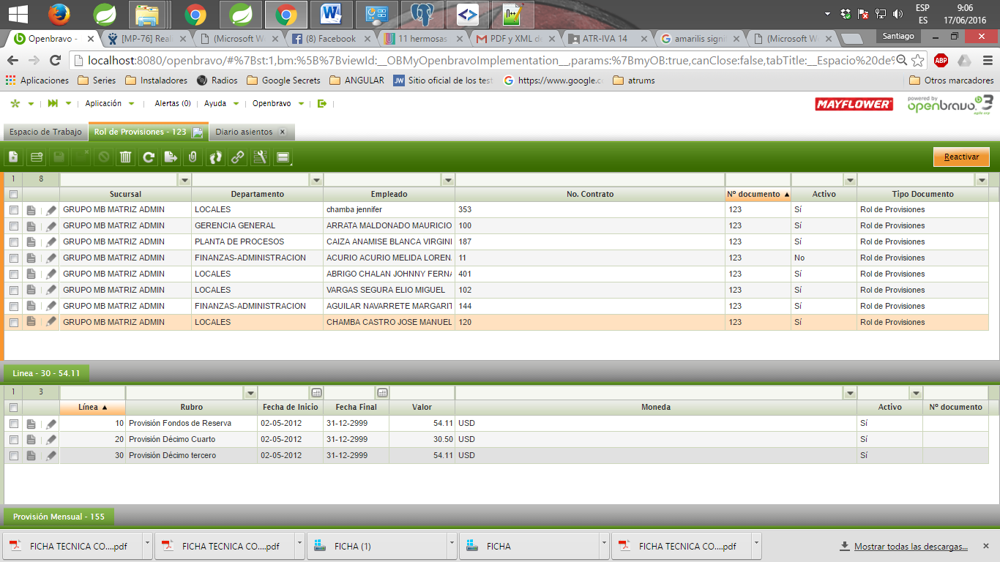 ESP
ES
9:06
17/06/2016
Openbravo -
[MP-76] Real
(Microsoft W
(8) Facebook
11 hermosas
PDF y XML de
ATR-IVA 14
amarilis signi
(Microsoft W
Santiago
localhost:8080/openbravo/#%7Bst:1,bm:%5B%7BviewId:__OBMyOpenbravoImplementation__,params:%7BmyOB:true,canClose:false,tabTitle:__Espacio%20de%
ABP
Aplicaciones
Series
Instaladores
Radios
Google Secrets
ANGULAR
JW Sitio oficial de los test
https://www.google.c
atrums
Otros marcadores
Aplicación
Alertas (0)
Ayuda
Openbravo
MAYFLOWER
powered by
openbravo 3
agile erp
Espacio de Trabajo
Rol de Provisiones - 123
Diario asientos
Reactivar
1 8
Sucursal Departamento Empleado No. Contrato Nº documento Activo Tipo Documento
GRUPO MB MATRIZ ADMIN LOCALES chamba jennifer 353 123 Sí Rol de Provisiones
GRUPO MB MATRIZ ADMIN GERENCIA GENERAL ARRATA MALDONADO MAURICIO 100 123 Sí Rol de Provisiones
GRUPO MB MATRIZ ADMIN PLANTA DE PROCESOS CAIZA ANAMISE BLANCA VIRGINI 187 123 Sí Rol de Provisiones
GRUPO MB MATRIZ ADMIN FINANZAS-ADMINISTRACION ACURIO ACURIO MELIDA LOREN 11 123 No Rol de Provisiones
GRUPO MB MATRIZ ADMIN LOCALES ABRIGO CHALAN JOHNNY FERNA 401 123 Sí Rol de Provisiones
GRUPO MB MATRIZ ADMIN LOCALES VARGAS SEGURA ELIO MIGUEL 102 123 Sí Rol de Provisiones
GRUPO MB MATRIZ ADMIN FINANZAS-ADMINISTRACION AGUILAR NAVARRETE MARGARIT 144 123 Sí Rol de Provisiones
GRUPO MB MATRIZ ADMIN LOCALES CHAMBA CASTRO JOSE MANUEL 120 123 Sí Rol de Provisiones
Linea - 30 - 54.11
1 3
Línea Rubro Fecha de Inicio Fecha Final Valor Moneda Activo Nº documento
10 Provisión Fondos de Reserva 02-05-2012 31-12-2999 54.11 USD Sí
20 Provisión Décimo Cuarto 02-05-2012 31-12-2999 30.50 USD Sí
30 Provisión Décimo tercero 02-05-2012 31-12-2999 54.11 USD Sí
Provisión Mensual - 155
FICHA TECNICA CO....pdf
FICHA TECNICA CO....pdf
FICHA (1)
FICHA
FICHA TECNICA CO....pdf
Mostrar todas las descargas...